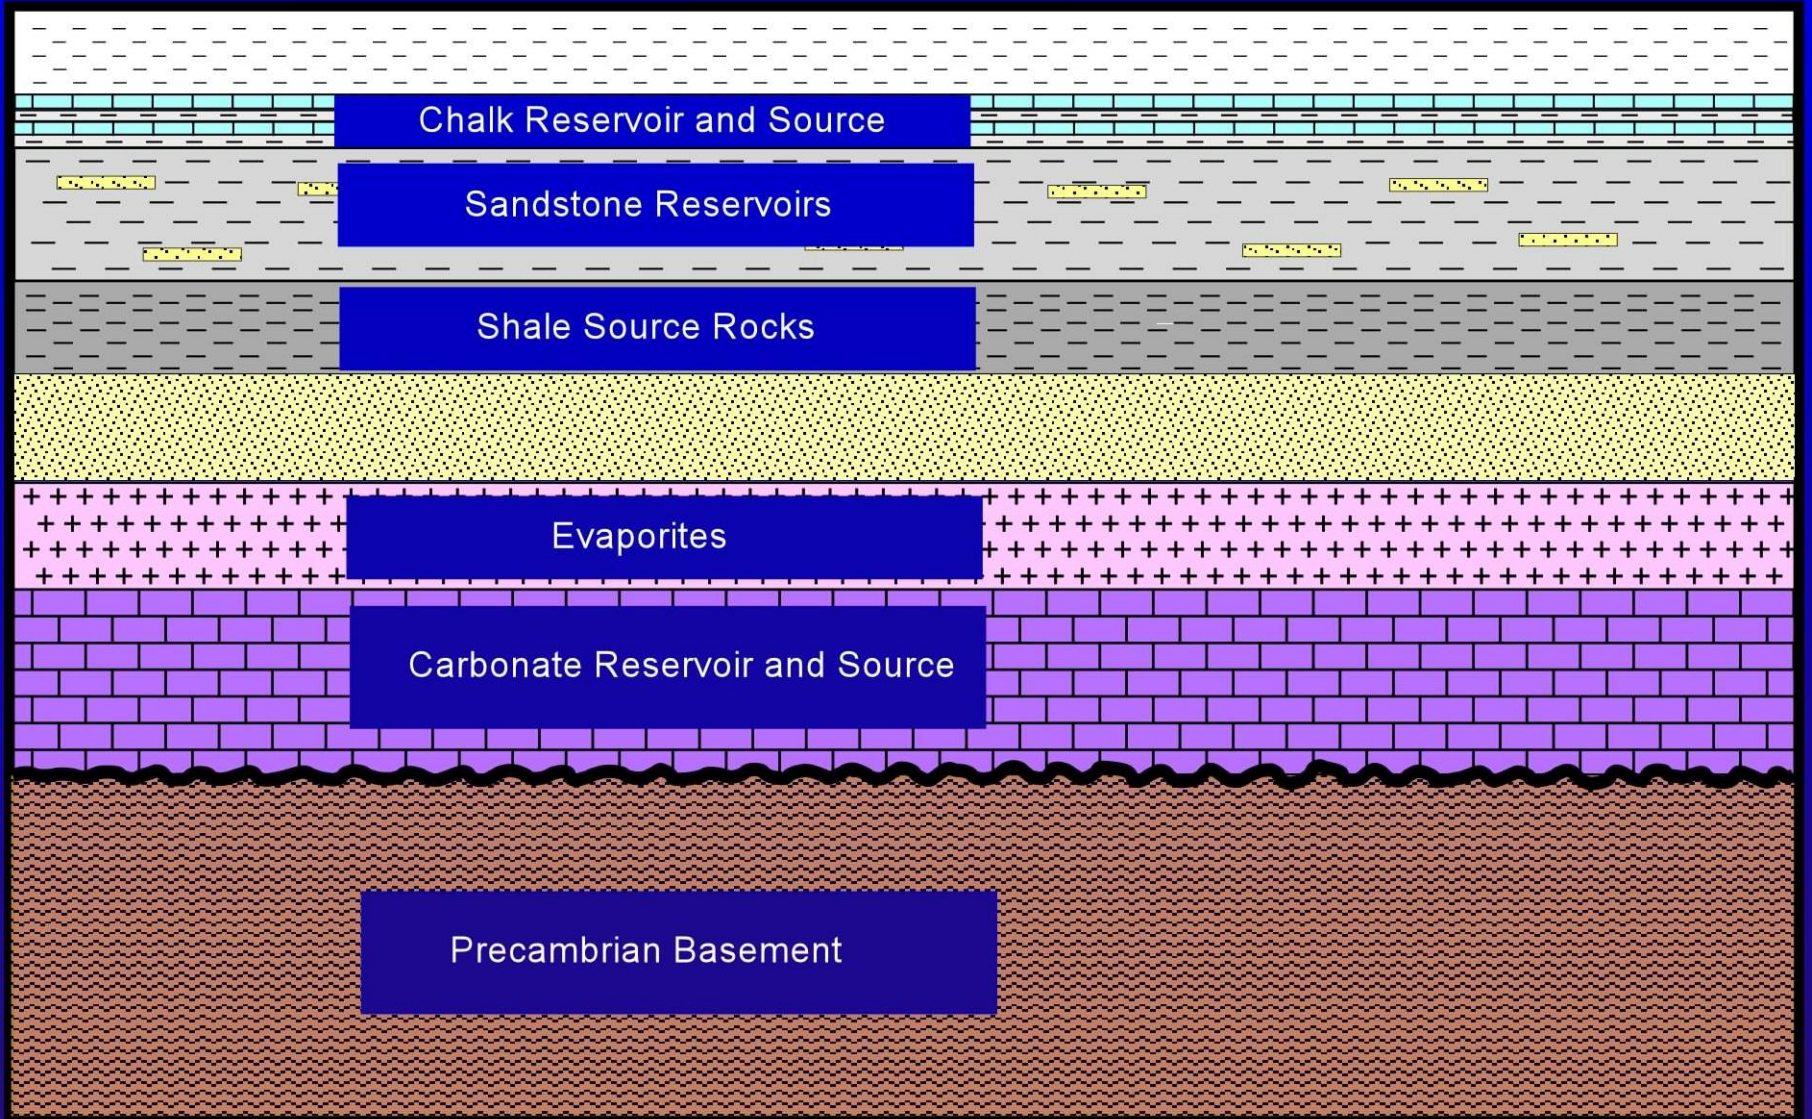 Chalk Reservoir and Source
Sandstone Reservoirs
Shale Source Rocks
Evaporites
Carbonate Reservoir and Source
Precambrian Basement